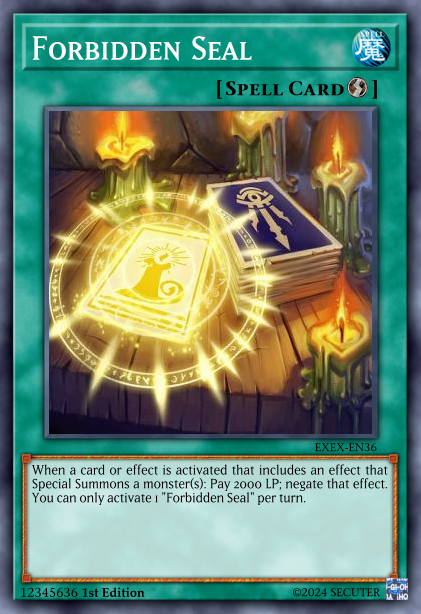 FORBIDDEN SEAL
魔
[SPELL CARD]
EXEX-EN36
When a card or effect is activated that includes an effect that
Special Summons a monster(s): Pay 2000 LP; negate that effect.
You can only activate 1 "Forbidden Seal" per turn.
12345636 1st Edition
©2024 SECUTER